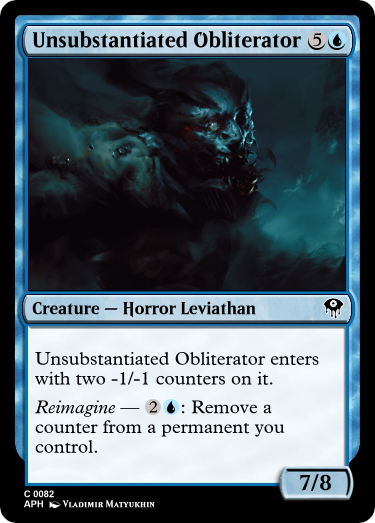 Unsubstantiated Obliterator 5
Creature — Horror Leviathan
Unsubstantiated Obliterator enters
with two -1/-1 counters on it.
Reimagine — 2 : Remove a
counter from a permanent you
control.
7/8
C 0082
APH Vladimir Matyukhin